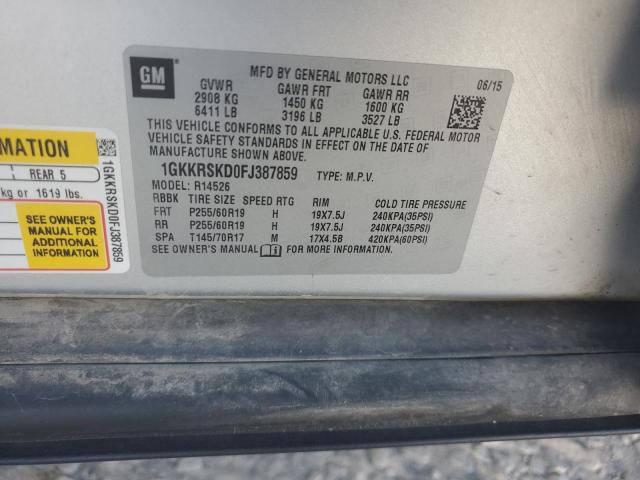 GM
MFD BY GENERAL MOTORS LLC
06/15
GVWR GAWR FRT GAWR RR
2908 KG 1450 KG 1600 KG
6411 LB 3196 LB 3527 LB
THIS VEHICLE CONFORMS TO ALL APPLICABLE U.S. FEDERAL MOTOR
VEHICLE SAFETY STANDARDS IN EFFECT ON THE DATE OF
MANUFACTURE SHOWN ABOVE.
1GKKRSKD0FJ387859 TYPE: M.P.V.
MODEL: R14526
RBBK TIRE SIZE SPEED RTG RIM COLD TIRE PRESSURE
FRT P255/60R19 H 19X7.5J 240KPA(35PSI)
RR P255/60R19 H 19X7.5J 240KPA(35PSI)
SPA T145/70R17 M 17X4.5B 420KPA(60PSI)
SEE OWNER'S MANUAL FOR MORE INFORMATION.
MATION
REAR 5
kg or 1619 lbs.
SEE OWNER'S
MANUAL FOR
ADDITIONAL
INFORMATION
1GKKRSKD0FJ387859